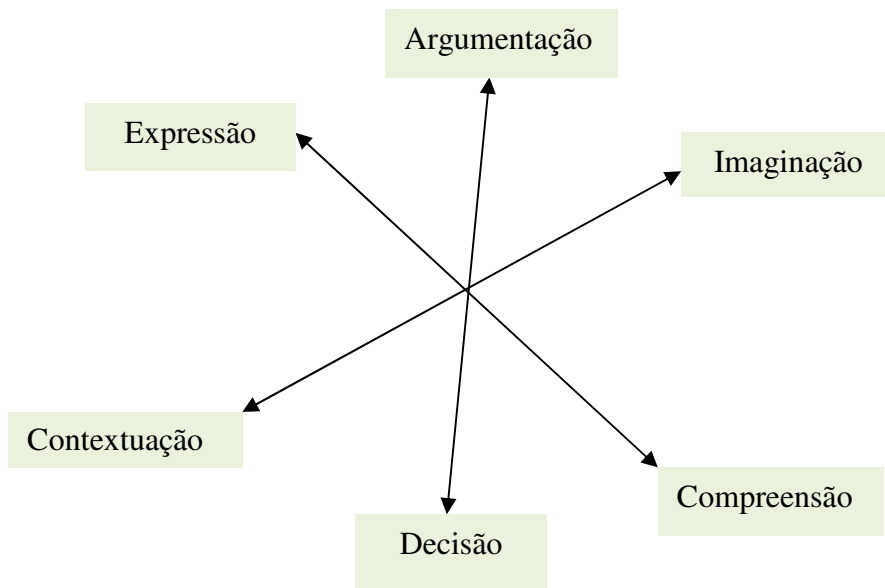 Argumentação
Expressão
Imaginação
Contextuação
Compreensão
Decisão